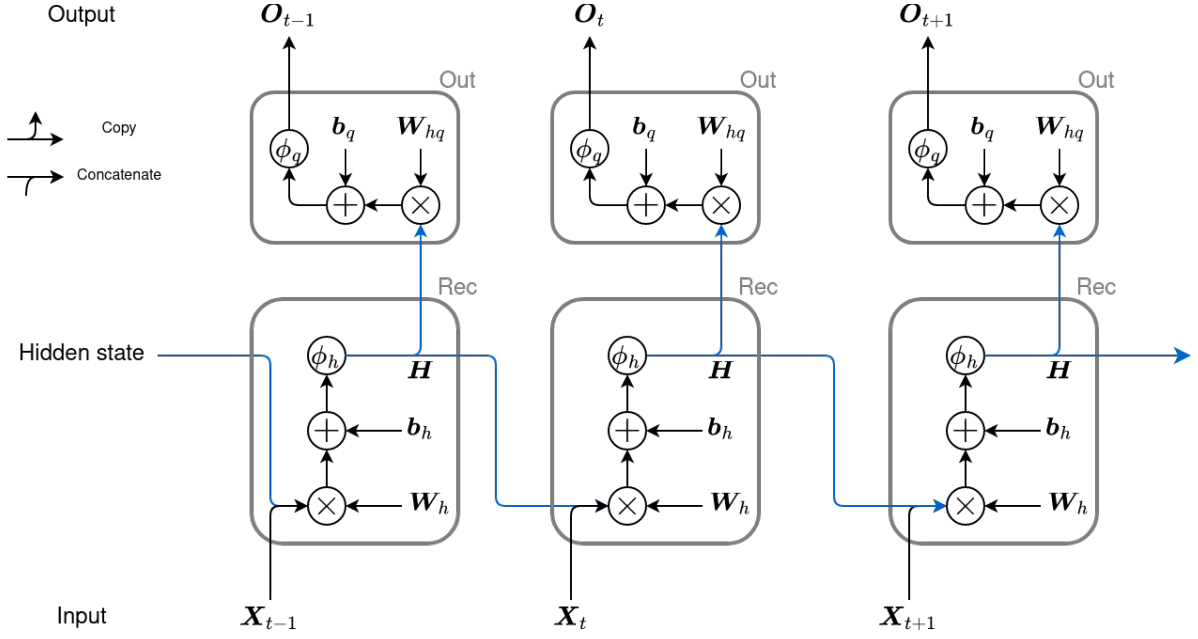 Output O_{t−1} O_t O_{t+1}
Out Out Out
Copy b_q W_{hq} b_q W_{hq} b_q W_{hq}
ϕ_q ϕ_q ϕ_q
Concatenate
+ × + × + ×
Rec Rec Rec
Hidden state ϕ_h H ϕ_h H ϕ_h H
+ b_h + b_h + b_h
× W_h × W_h × W_h
Input X_{t−1} X_t X_{t+1}